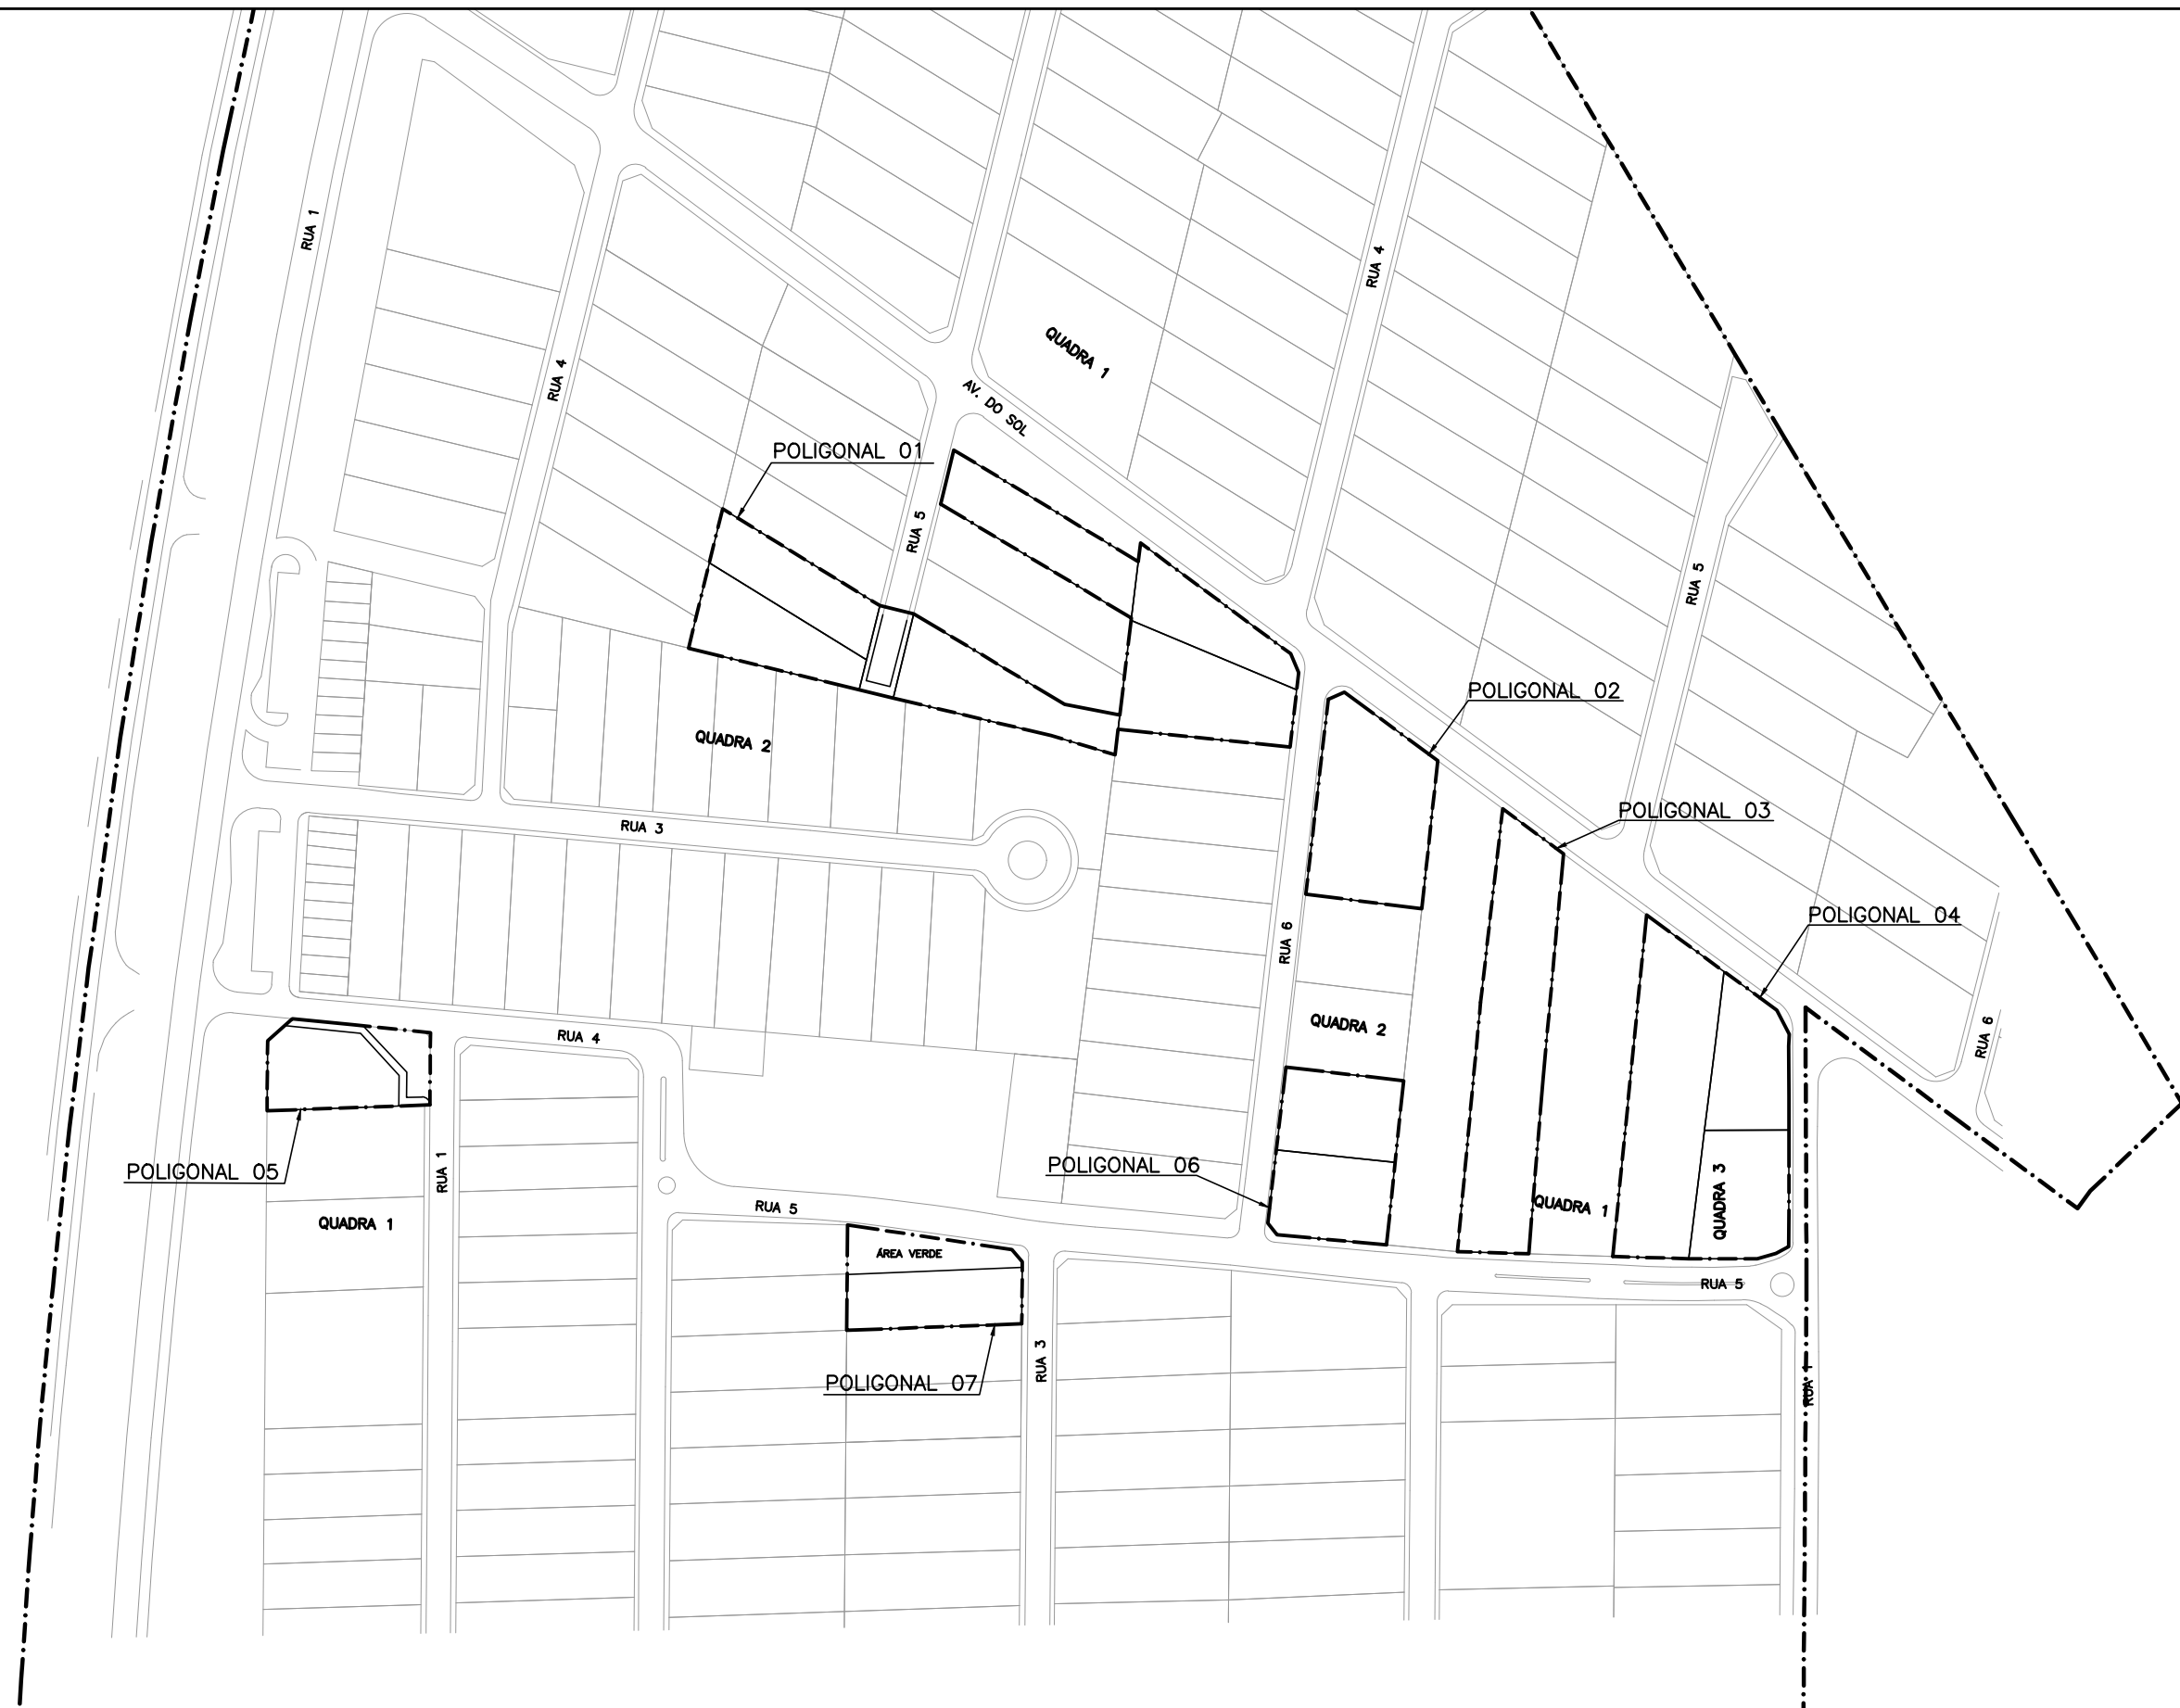 RUA 1
RUA 4
QUADRA 1
RUA 4
AV. DO SOL
POLIGONAL 01
RUA 5
RUA 5
POLIGONAL 02
QUADRA 2
POLIGONAL 03
RUA 3
POLIGONAL 04
RUA 6
QUADRA 2
RUA 4
RUA 6
POLIGONAL 05
RUA 1
POLIGONAL 06
QUADRA 3
QUADRA 1
RUA 5
QUADRA 1
ÁREA VERDE
RUA 5
RUA 3
POLIGONAL 07
RUA 1